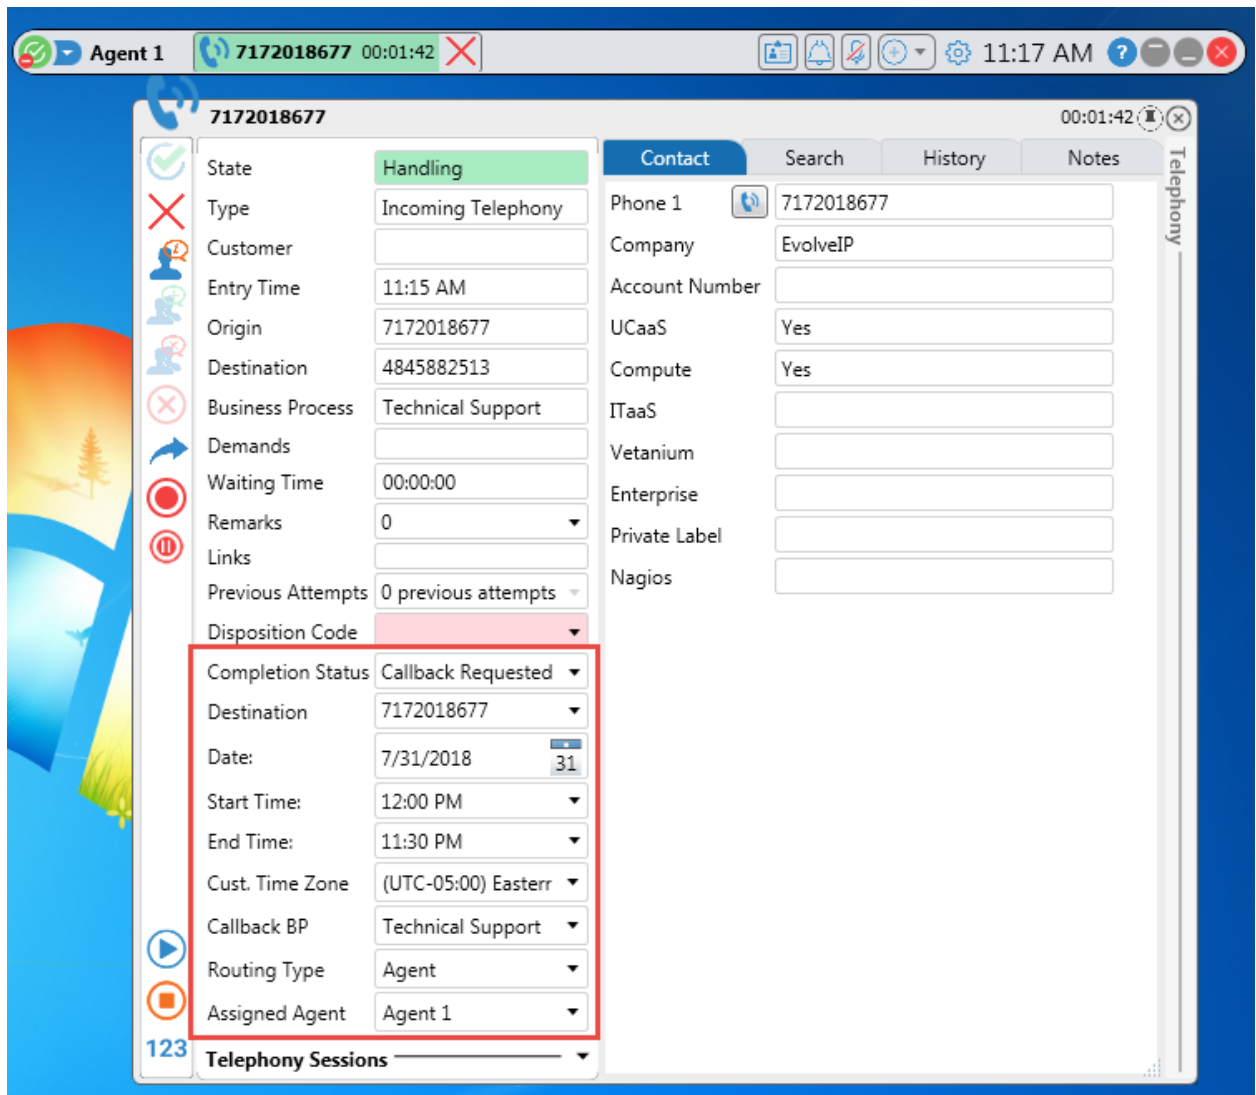 Agent 1
7172018677 00:01:42
11:17 AM
?
7172018677
00:01:42
State Handling
Type Incoming Telephony
Customer
Entry Time 11:15 AM
Origin 7172018677
Destination 4845882513
Business Process Technical Support
Demands
Waiting Time 00:00:00
Remarks 0
Links
Previous Attempts 0 previous attempts
Disposition Code
Completion Status Callback Requested
Destination 7172018677
Date: 7/31/2018 31
Start Time: 12:00 PM
End Time: 11:30 PM
Cust. Time Zone (UTC-05:00) Eastern
Callback BP Technical Support
Routing Type Agent
Assigned Agent Agent 1
123
Telephony Sessions
Contact Search History Notes
Phone 1 7172018677
Company EvolveIP
Account Number
UCaaS Yes
Compute Yes
ITaaS
Vetanium
Enterprise
Private Label
Nagios
Telephony